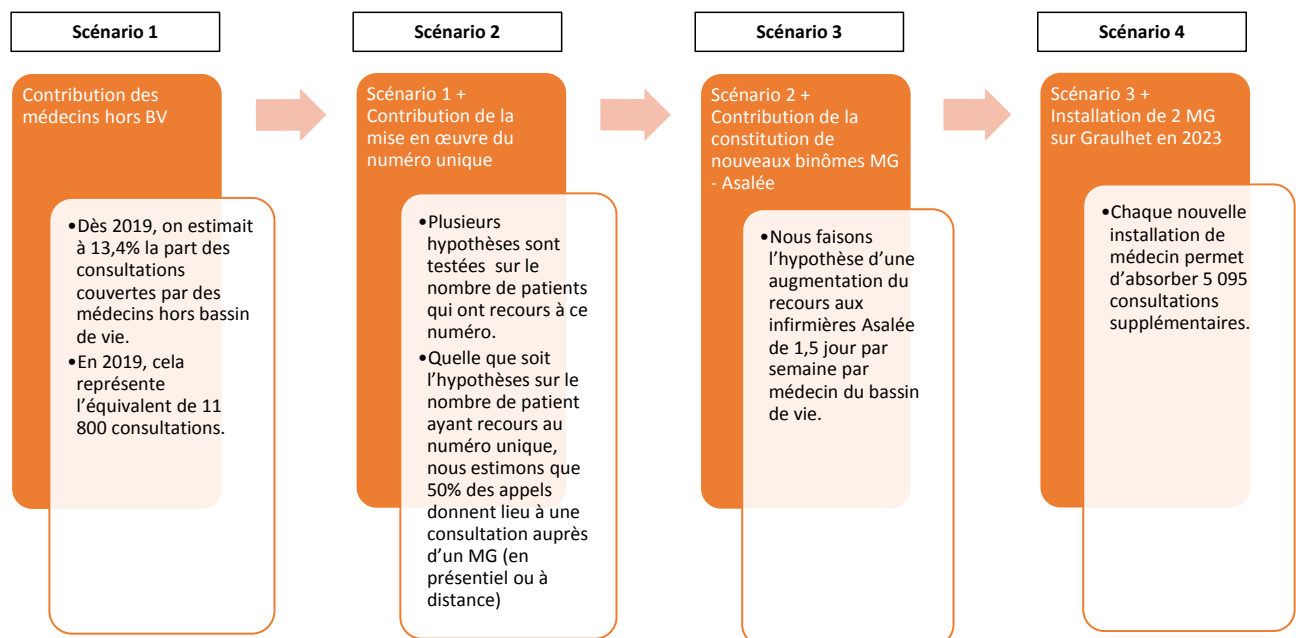 Scénario 1
Contribution des
médecins hors BV
•Dès 2019, on estimait
à 13,4% la part des
consultations
couvertes par des
médecins hors bassin
de vie.
•En 2019, cela
représente
l'équivalent de 11
800 consultations.
Scénario 2
Scénario 1 +
Contribution de la
mise en œuvre du
numéro unique
•Plusieurs
hypothèses sont
testées sur le
nombre de patients
qui ont recours à ce
numéro.
•Quelle que soit
l'hypothèses sur le
nombre de patient
ayant recours au
numéro unique,
nous estimons que
50% des appels
donnent lieu à une
consultation auprès
d'un MG (en
présentiel ou à
distance)
Scénario 3
Scénario 2 +
Contribution de la
constitution de
nouveaux binômes MG
- Asalée
•Nous faisons
l'hypothèse d'une
augmentation du
recours aux
infirmières Asalée
de 1,5 jour par
semaine par
médecin du bassin
de vie.
Scénario 4
Scénario 3 +
Installation de 2 MG
sur Graulhet en 2023
•Chaque nouvelle
installation de
médecin permet
d'absorber 5 095
consultations
supplémentaires.